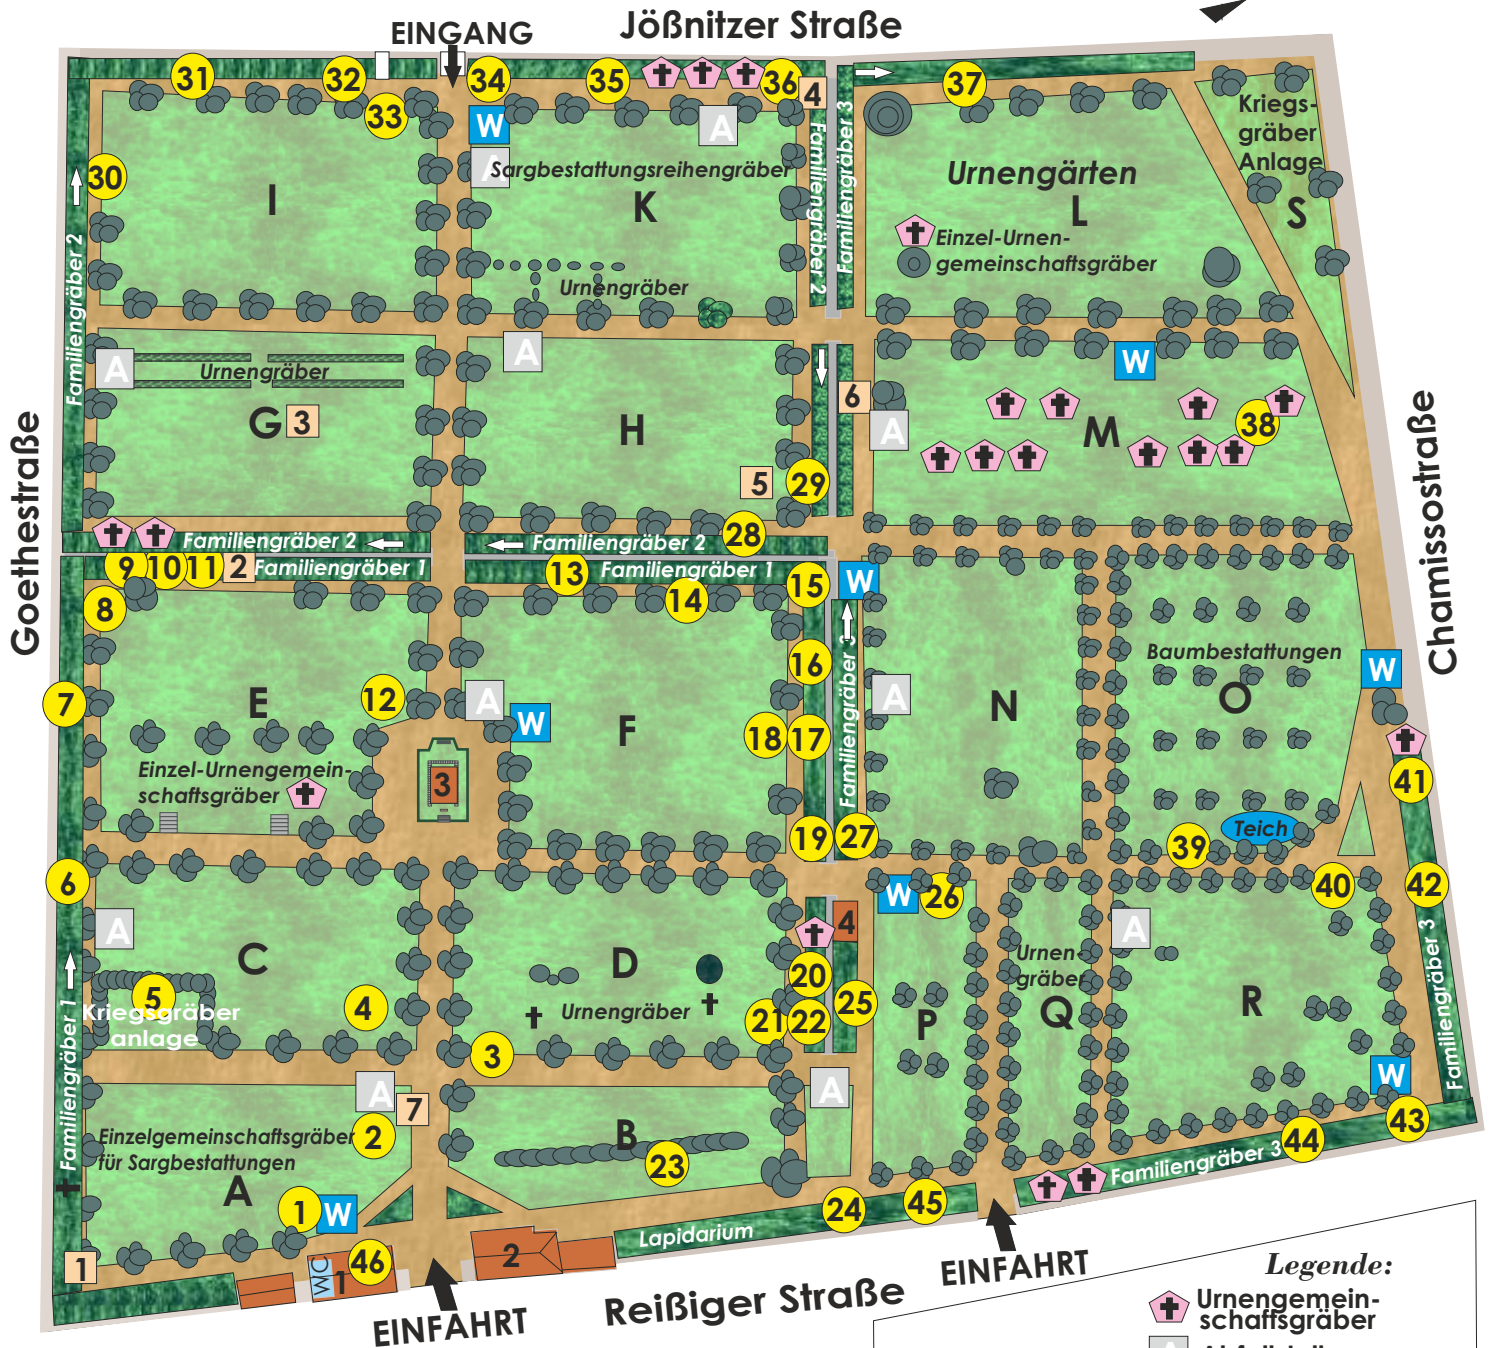 Jößnitzer Straße
EINGANG
31
32
33
34
35
36
4
37
W
A
A
Kriegs-
gräber
Anlage
30
Sargbestattungsreihengräber
Urnengärten
I
K
L
S
Familiengräber 2
Familiengräber 2
Familiengräber 3
Einzel-Urnen-
gemeinschaftsgräber
Urnengräber
A
Urnengräber
A
W
G
3
H
6
A
M
38
5
29
Goethestraße
Chamissostraße
Familiengräber 2
Familiengräber 2
28
9
10
11
2
Familiengräber 1
13
Familiengräber 1
15
W
8
14
Familiengräber 3
16
Baumbestattungen
W
7
E
12
A
W
F
18
17
A
N
O
Einzel-Urnengemein-
schaftsgräber
3
41
19
27
Teich
39
6
W
26
40
42
A
C
D
4
Urnen-
gräber
A
5
Kriegsgräber
anlage
4
Urnengräber
20
21
22
25
P
Q
R
3
Familiengräber 1
Familiengräber 3
A
7
A
W
Einzelgemeinschaftsgräber
für Sargbestattungen
2
B
23
43
44
A
1
W
Familiengräber 3
24
45
Lapidarium
1
WC
1
46
2
EINFAHRT
EINFAHRT
Reißiger Straße
Legende:
Urnengemein-
schaftsgräber
A